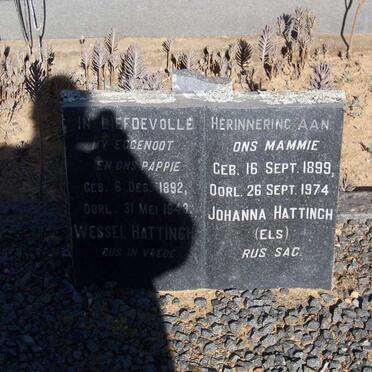 IN LIEFDEVOLLE
MY EGGENOOT
EN ONS PAPPIE
GEB. 6 DES. 1892,
OORL. 31 MEI 1943,
WESSEL HATTINGH
RUS IN VREDE
HERINNERING AAN
ONS MAMMIE
GEB. 16 SEPT. 1899,
OORL. 26 SEPT. 1974
JOHANNA HATTINGH
(ELS)
RUS SAG.